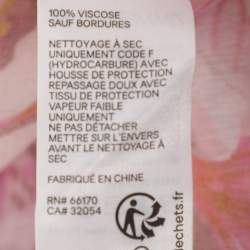 100% VISCOSE
SAUF BORDURES
NETTOYAGE À SEC
UNIQUEMENT CODE F
(HYDROCARBURE) AVEC
HOUSSE DE PROTECTION
REPASSAGE DOUX AVEC
TISSU DE PROTECTION
VAPEUR FAIBLE
UNIQUEMENT
NE PAS DÉTACHER
METTRE SUR L'ENVERS
AVANT LE NETTOYAGE À
SEC
FABRIQUÉ EN CHINE
RN# 66170
CA# 32054
iechets.fr